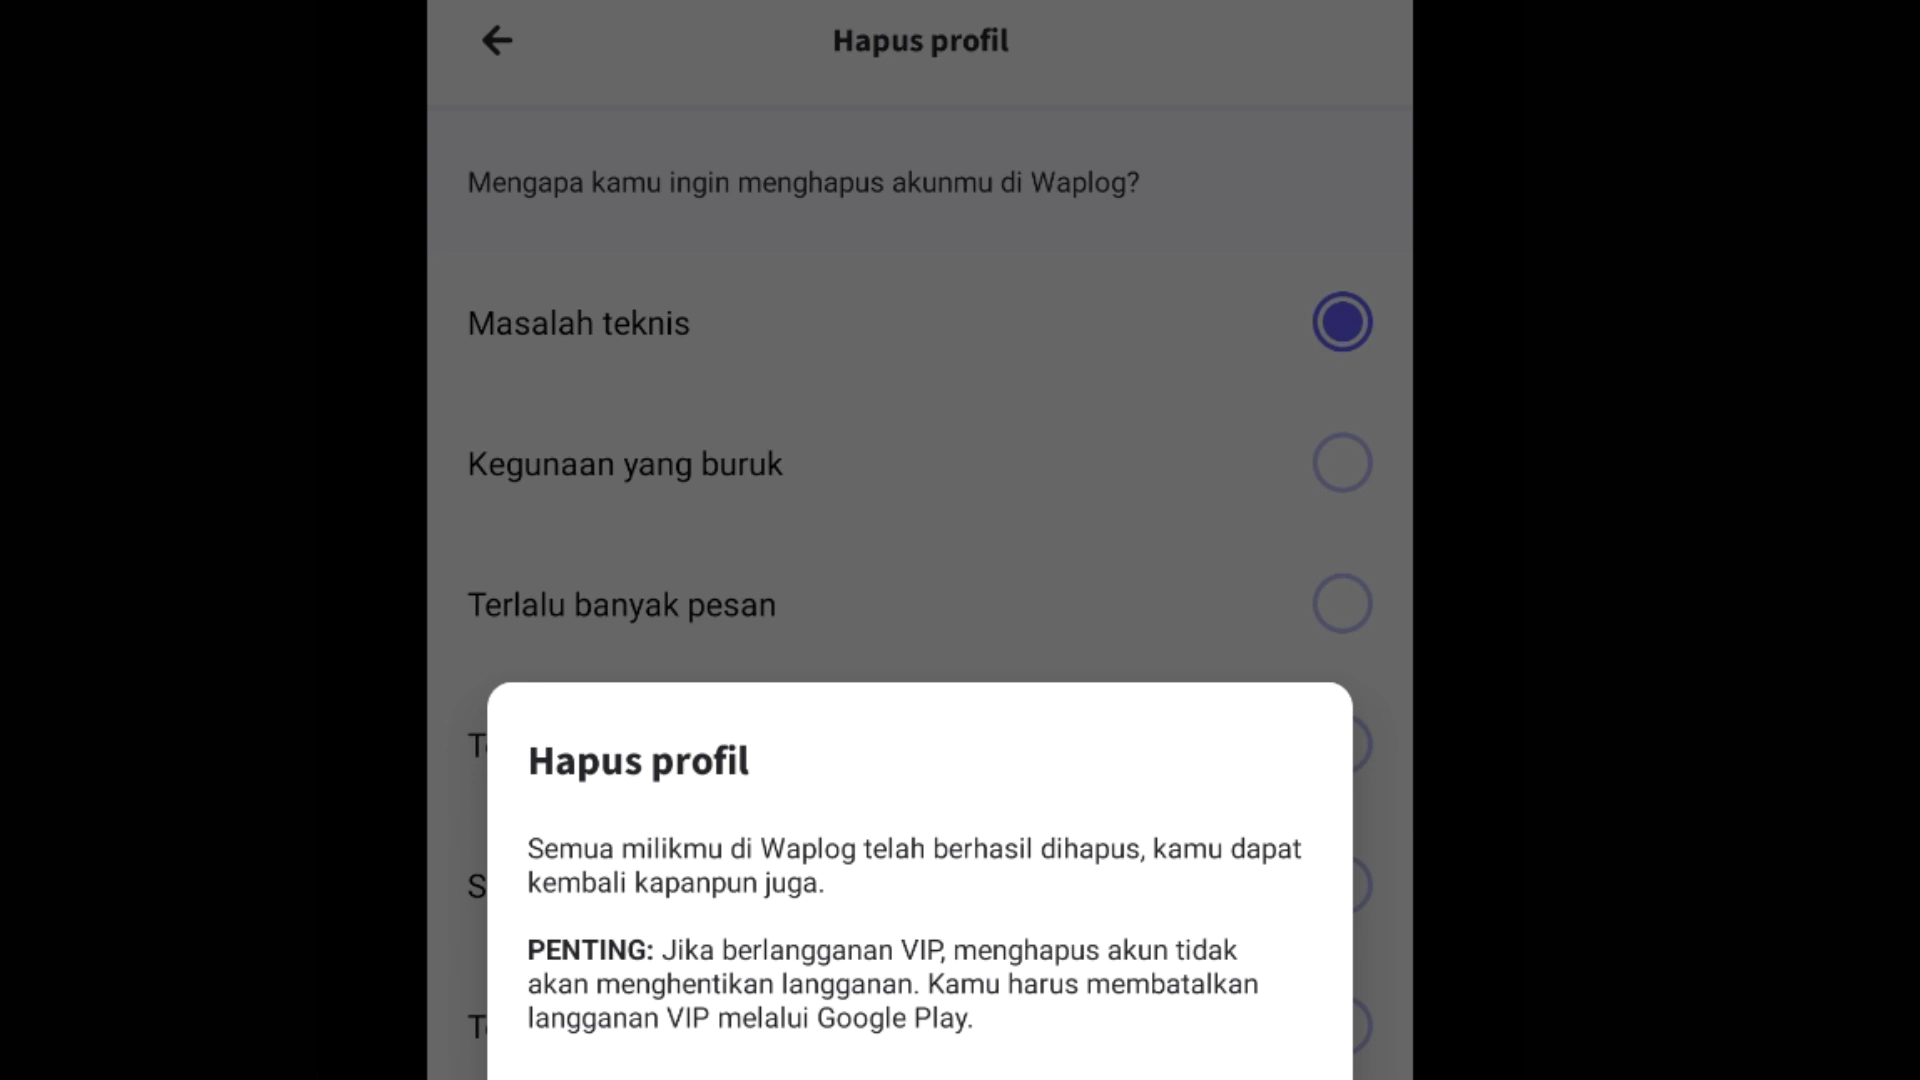 Hapus profil
Mengapa kamu ingin menghapus akunmu di Waplog?
Masalah teknis
Kegunaan yang buruk
Terlalu banyak pesan
Hapus profil
Semua milikmu di Waplog telah berhasil dihapus, kamu dapat
kembali kapanpun juga.
PENTING: Jika berlangganan VIP, menghapus akun tidak
akan menghentikan langganan. Kamu harus membatalkan
langganan VIP melalui Google Play.